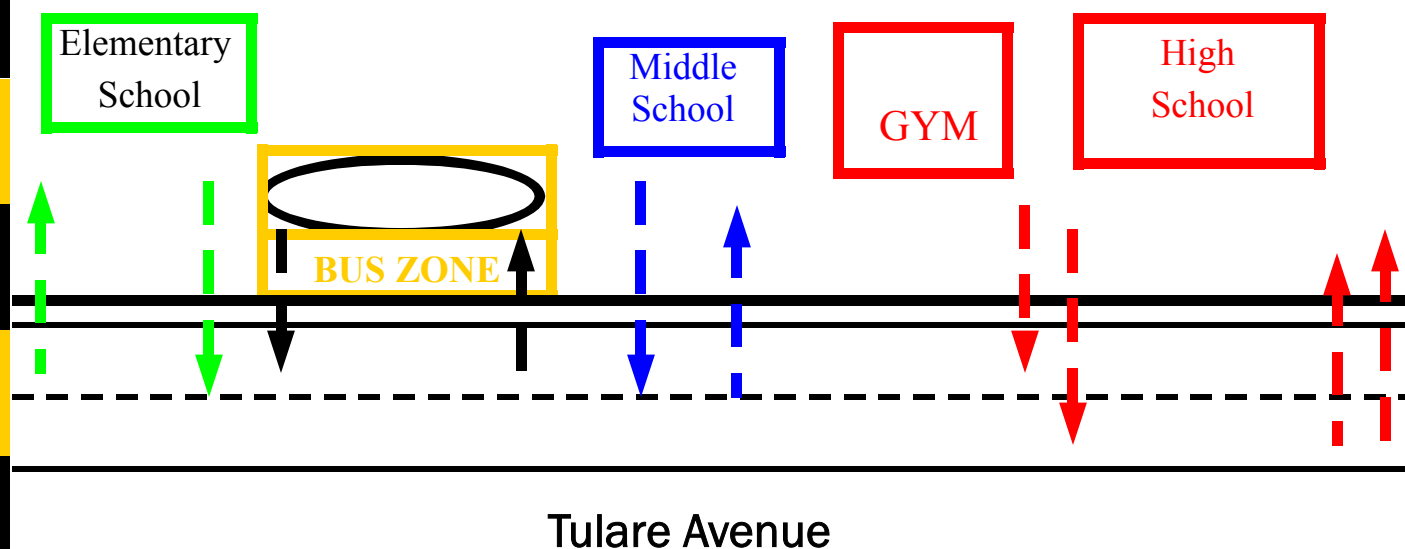 Elementary
School
Middle
School
GYM
High
School
BUS ZONE
Tulare Avenue